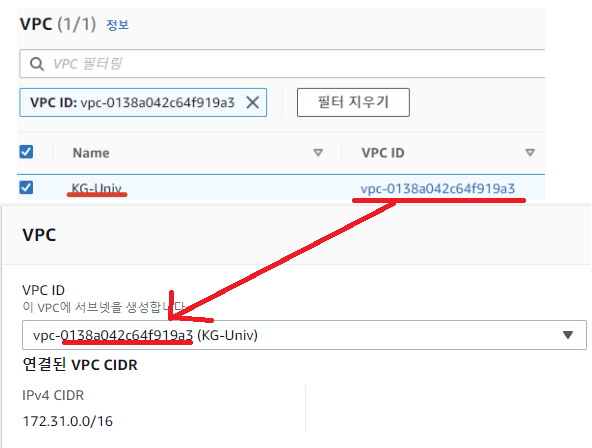 VPC (1/1) 정보
VPC 필터링
VPC ID: vpc-0138a042c64f919a3 필터 지우기
Name VPC ID
KG-Univ vpc-0138a042c64f919a3
VPC
VPC ID
이 VPC에 서브넷을 생성합니다.
vpc-0138a042c64f919a3 (KG-Univ)
연결된 VPC CIDR
IPv4 CIDR
172.31.0.0/16